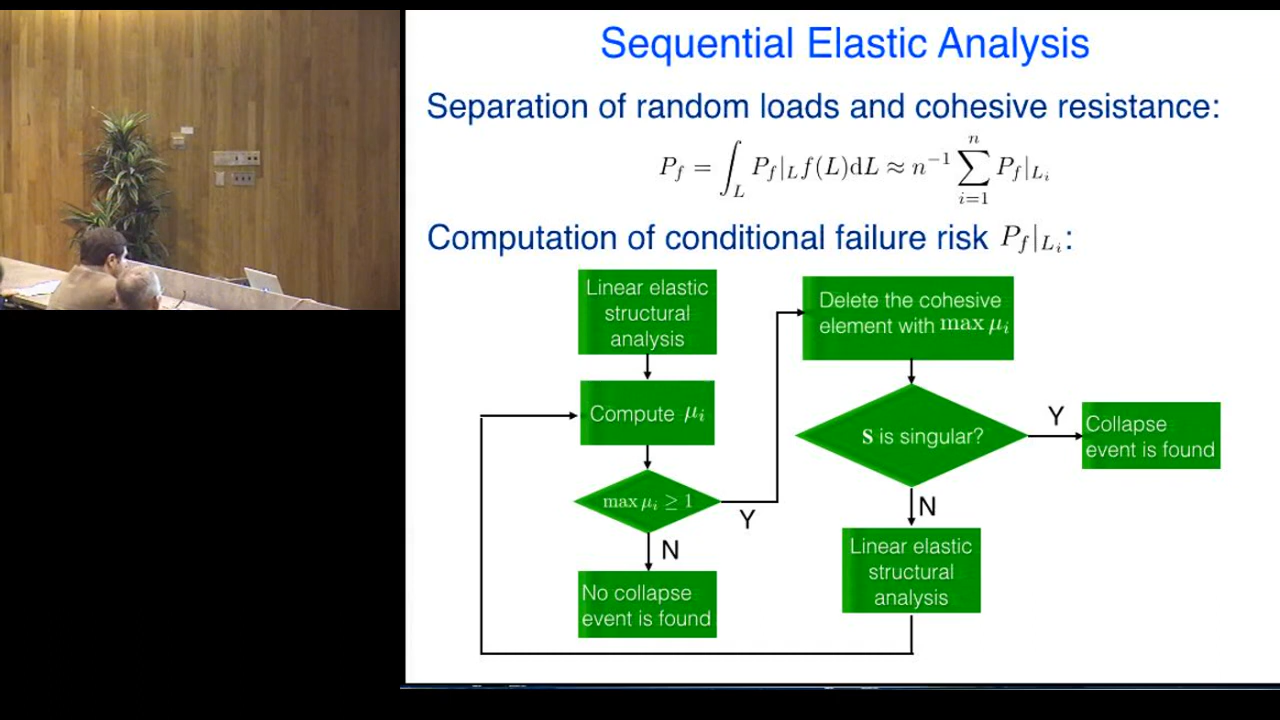 Sequential Elastic Analysis
Separation of random loads and cohesive resistance:
P_f = ∫_L P_f|_L f(L)dL ≈ n^{-1} ∑_{i=1}^{n} P_f|_{L_i}
Computation of conditional failure risk P_f|_{L_i}:
Linear elastic
structural
analysis
Compute μ_i
max μ_i ≥ 1
Y
N
No collapse
event is found
Delete the cohesive
element with max μ_i
S is singular?
Y
Collapse
event is found
N
Linear elastic
structural
analysis